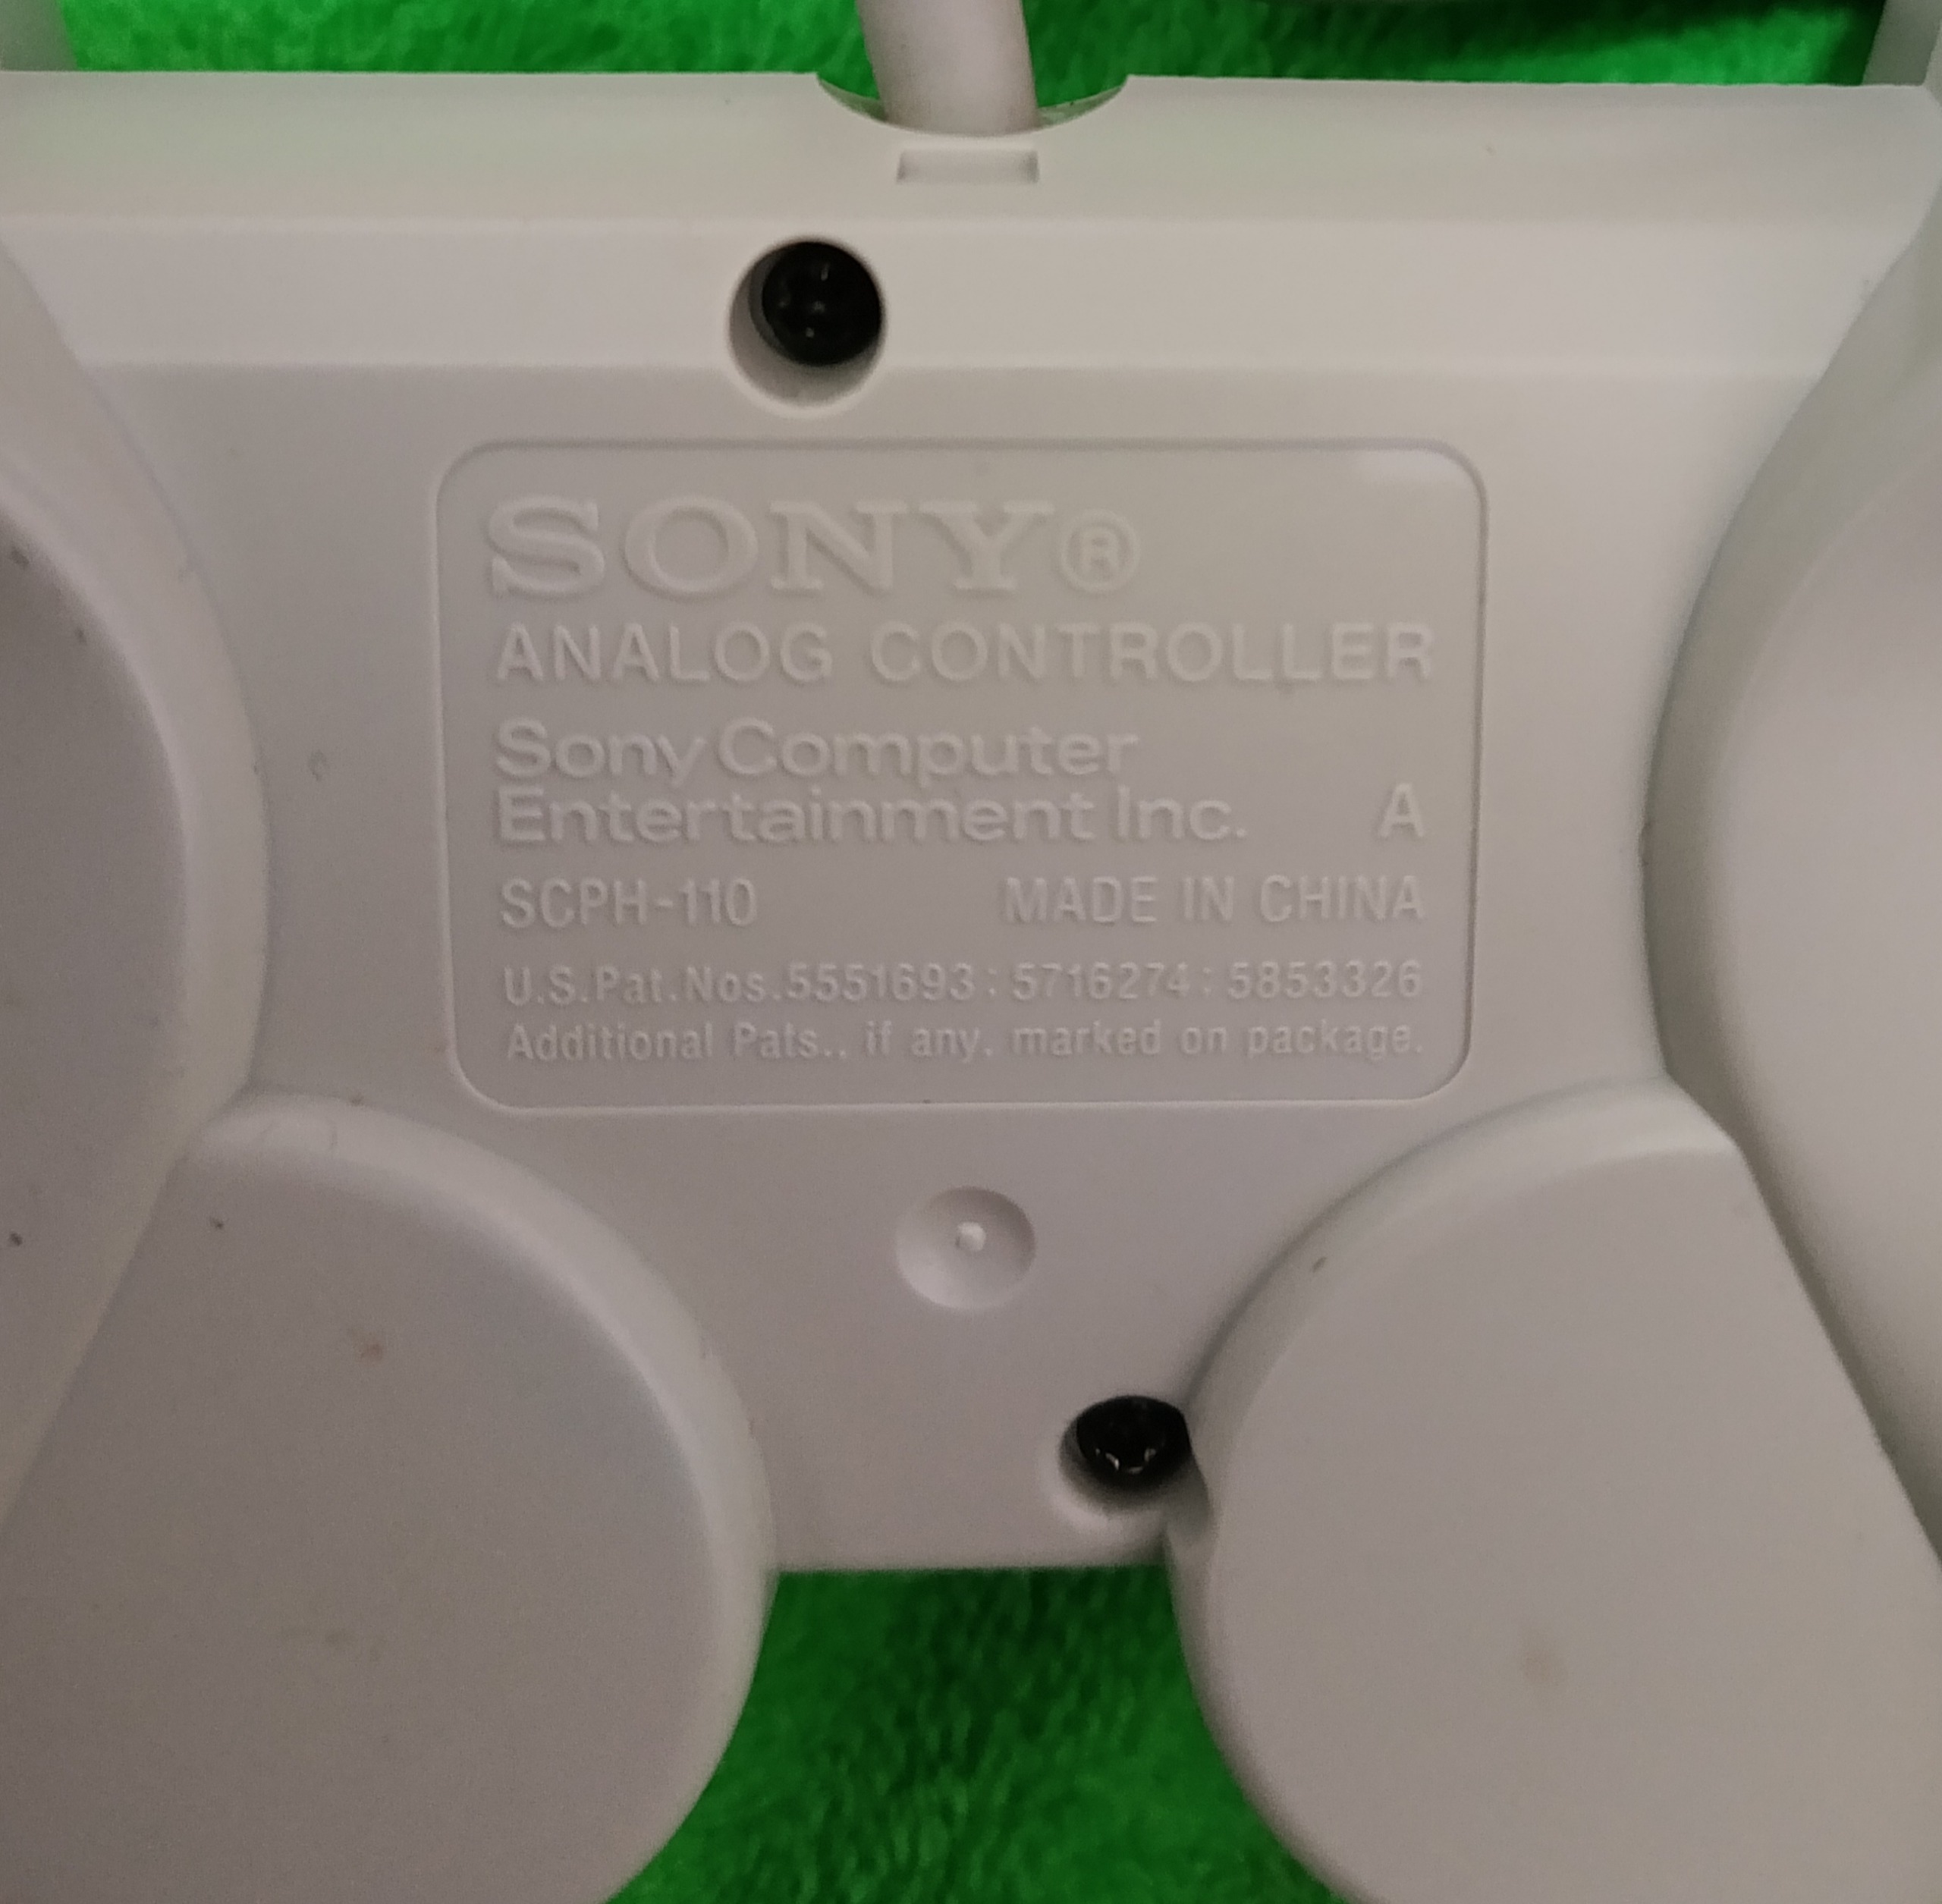 SONY®
ANALOG CONTROLLER
Sony Computer
Entertainment Inc. A
SCPH-110 MADE IN CHINA
U.S.Pat.Nos.5551693; 5716274; 5853326
Additional Pats., if any, marked on package.